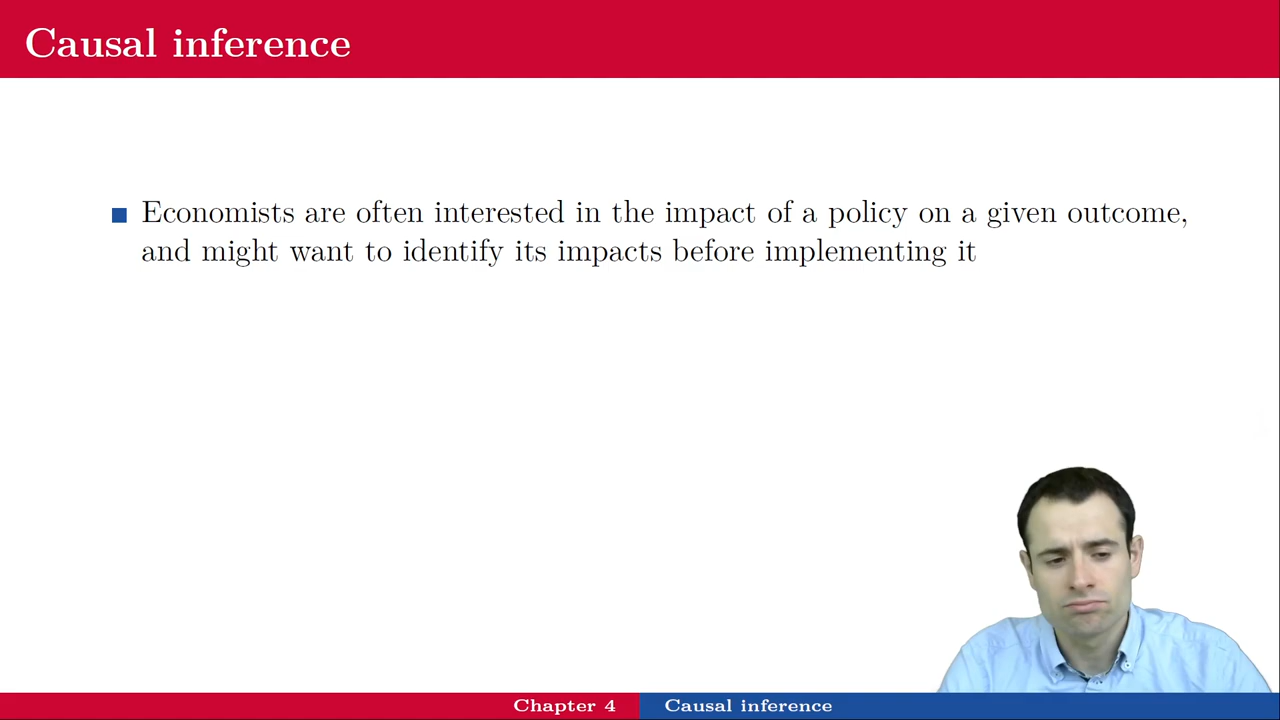 Causal inference
Economists are often interested in the impact of a policy on a given outcome,
and might want to identify its impacts before implementing it
Chapter 4
Causal inference